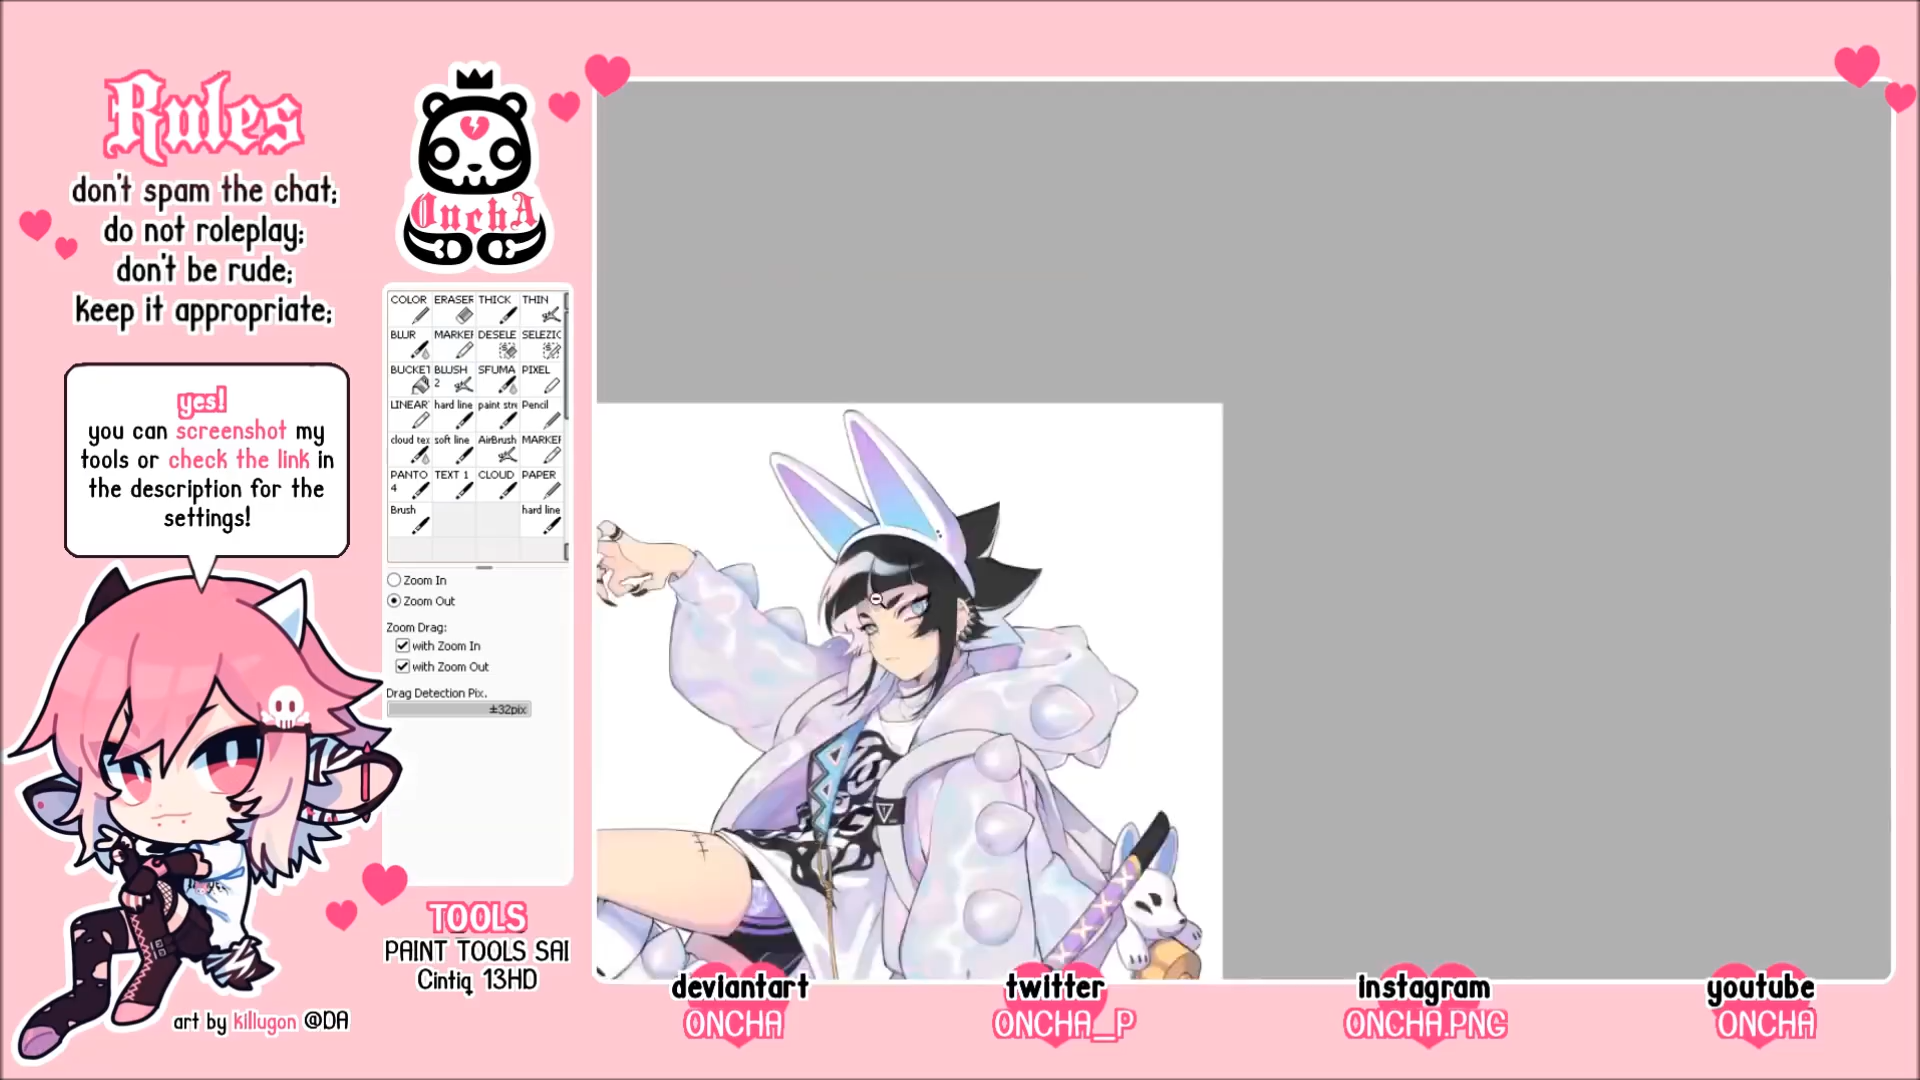 Rules
don't spam the chat;
do not roleplay;
don't be rude;
keep it appropriate;
OnchA
yes!
you can screenshot my
tools or check the link in
the description for the
settings!
COLOR ERASER THICK THIN
BLUR MARKER DESELE SELEZIC
BUCKET BLUSH 2 SFUMA PIXEL
LINEAR hard line paint stre Pencil
cloud tex soft line AirBrush MARKER
PANTO 4 TEXT 1 CLOUD PAPER
Brush hard line
Zoom In
Zoom Out
Zoom Drag:
with Zoom In
with Zoom Out
Drag Detection Pix.
±32pix
TOOLS
PAINT TOOLS SAI
Cintiq 13HD
art by killugon @DA
deviantart
ONCHA
twitter
ONCHA_P
instagram
ONCHA.PNG
youtube
ONCHA